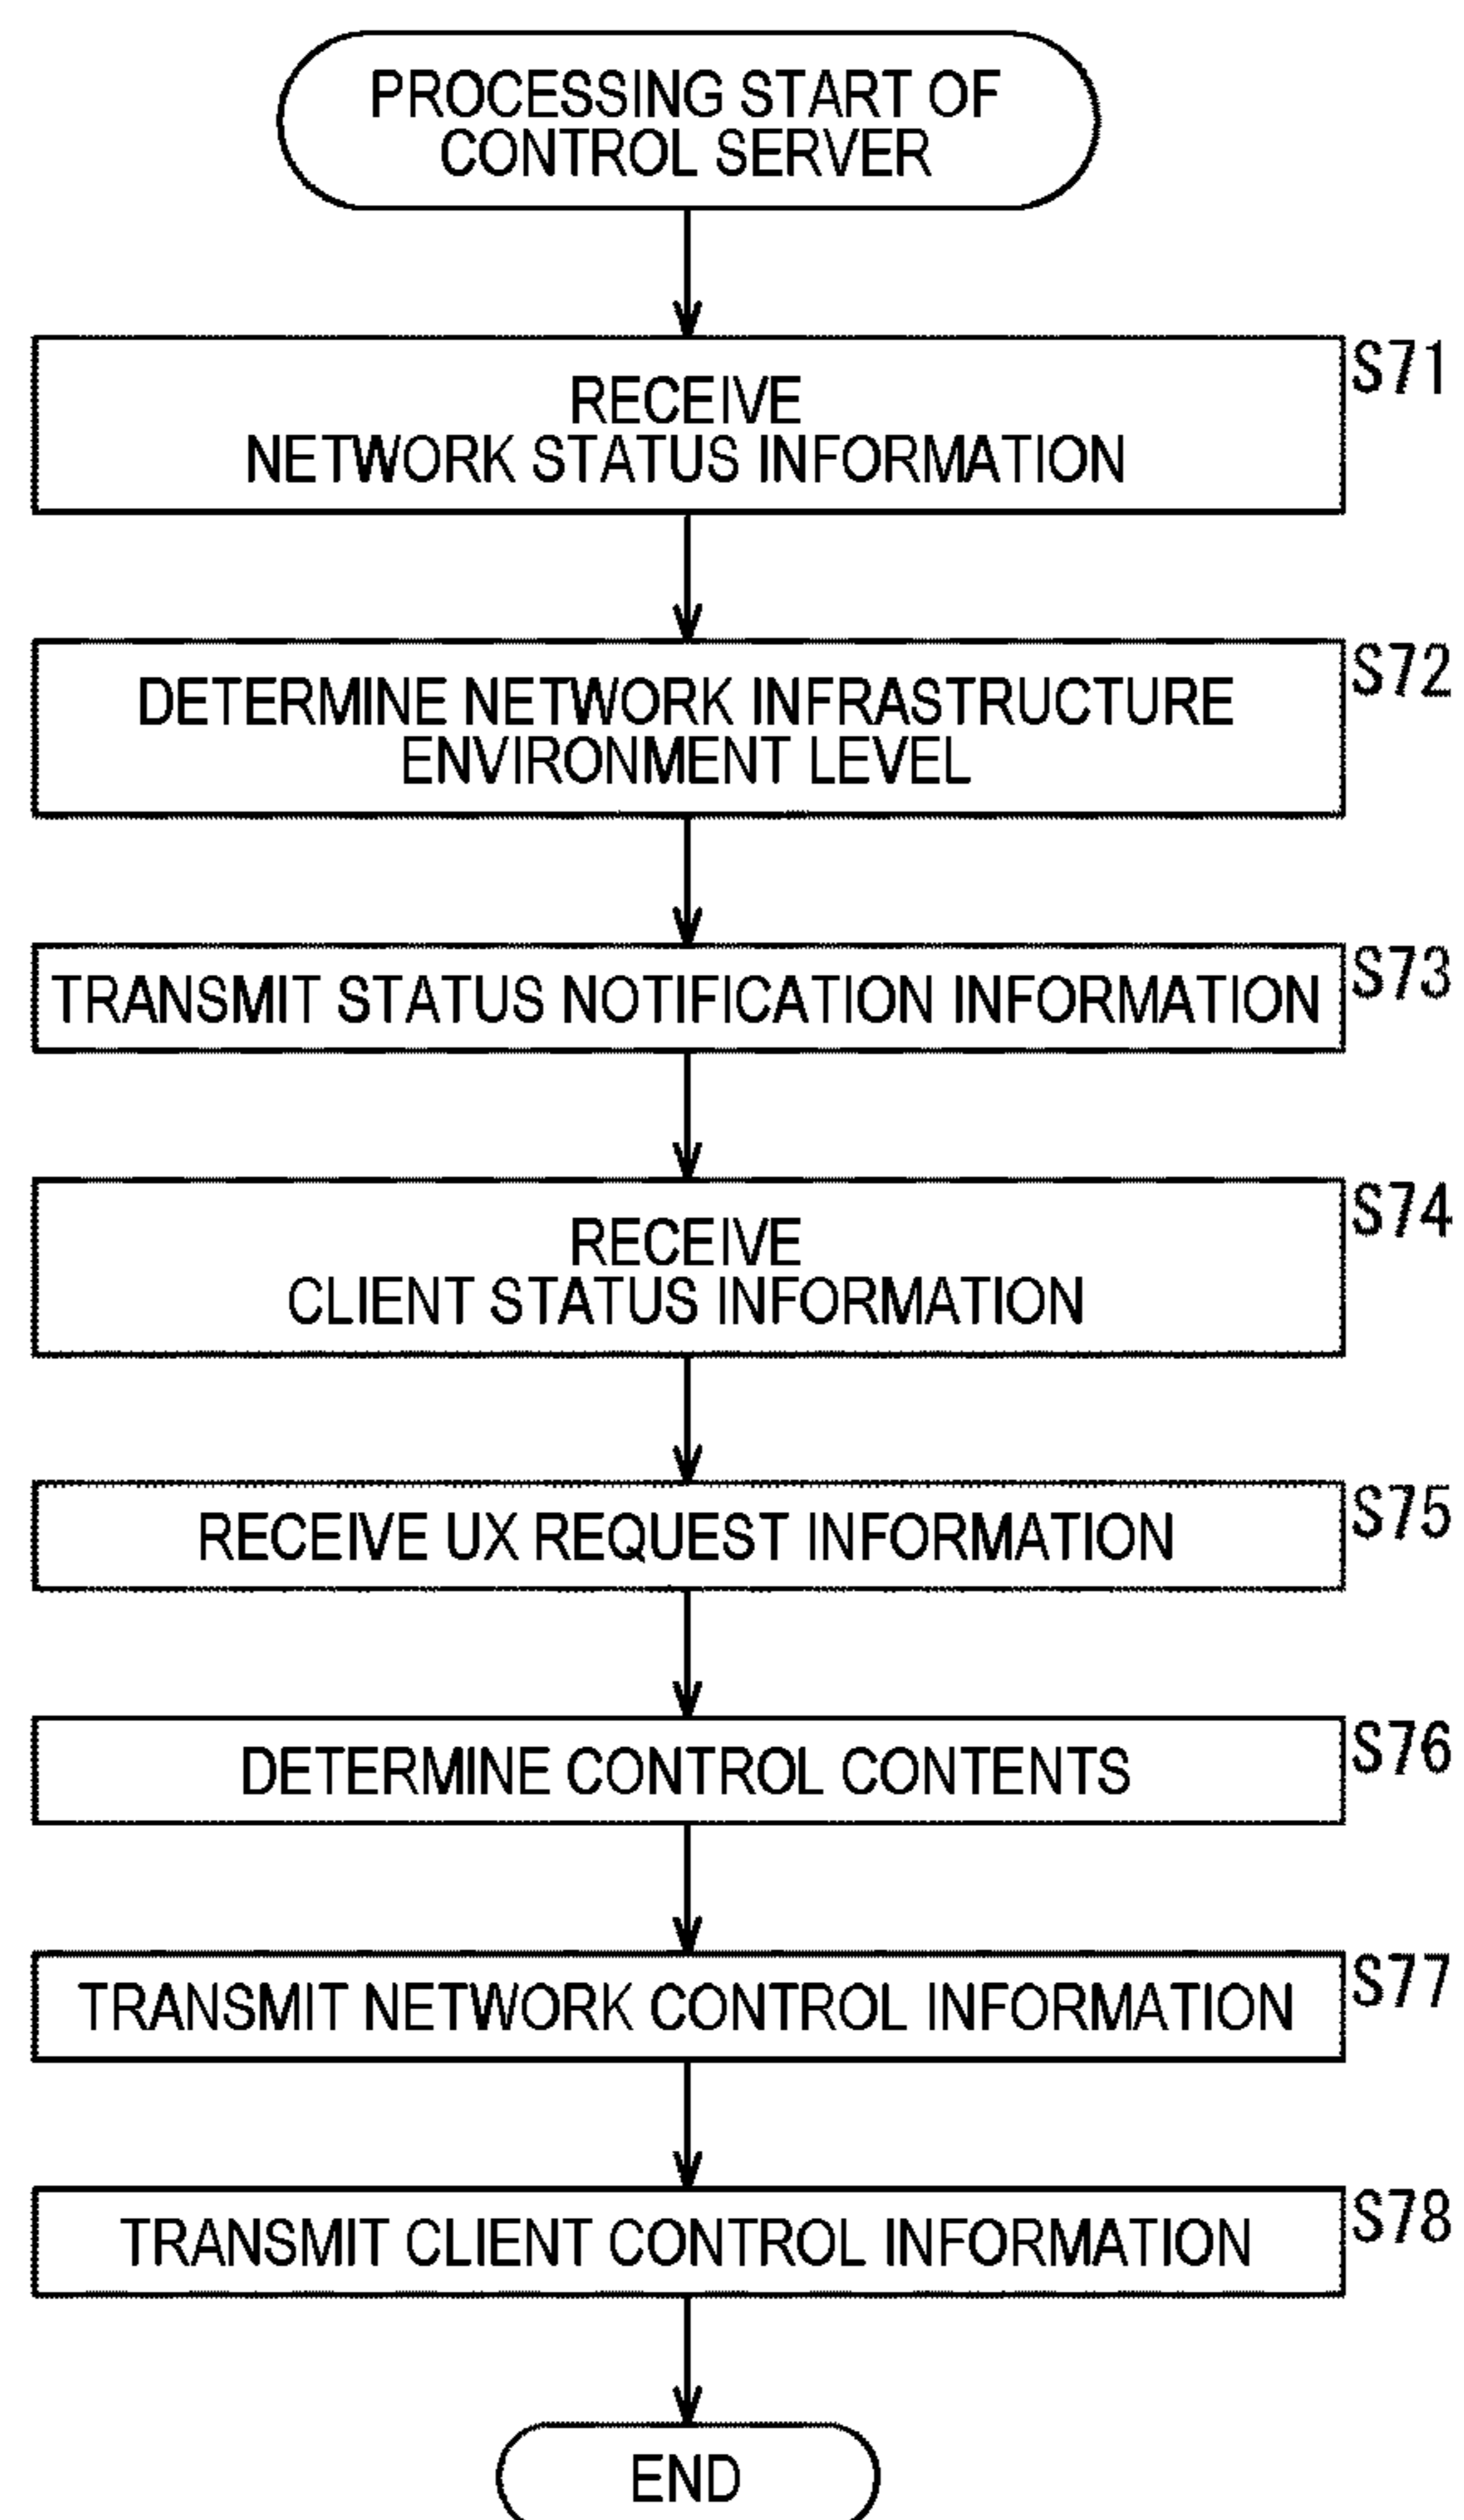 PROCESSING START OF
CONTROL SERVER
S71
RECEIVE
NETWORK STATUS INFORMATION
S72
DETERMINE NETWORK INFRASTRUCTURE
ENVIRONMENT LEVEL
S73
TRANSMIT STATUS NOTIFICATION INFORMATION
S74
RECEIVE
CLIENT STATUS INFORMATION
S75
RECEIVE UX REQUEST INFORMATION
S76
DETERMINE CONTROL CONTENTS
S77
TRANSMIT NETWORK CONTROL INFORMATION
S78
TRANSMIT CLIENT CONTROL INFORMATION
END